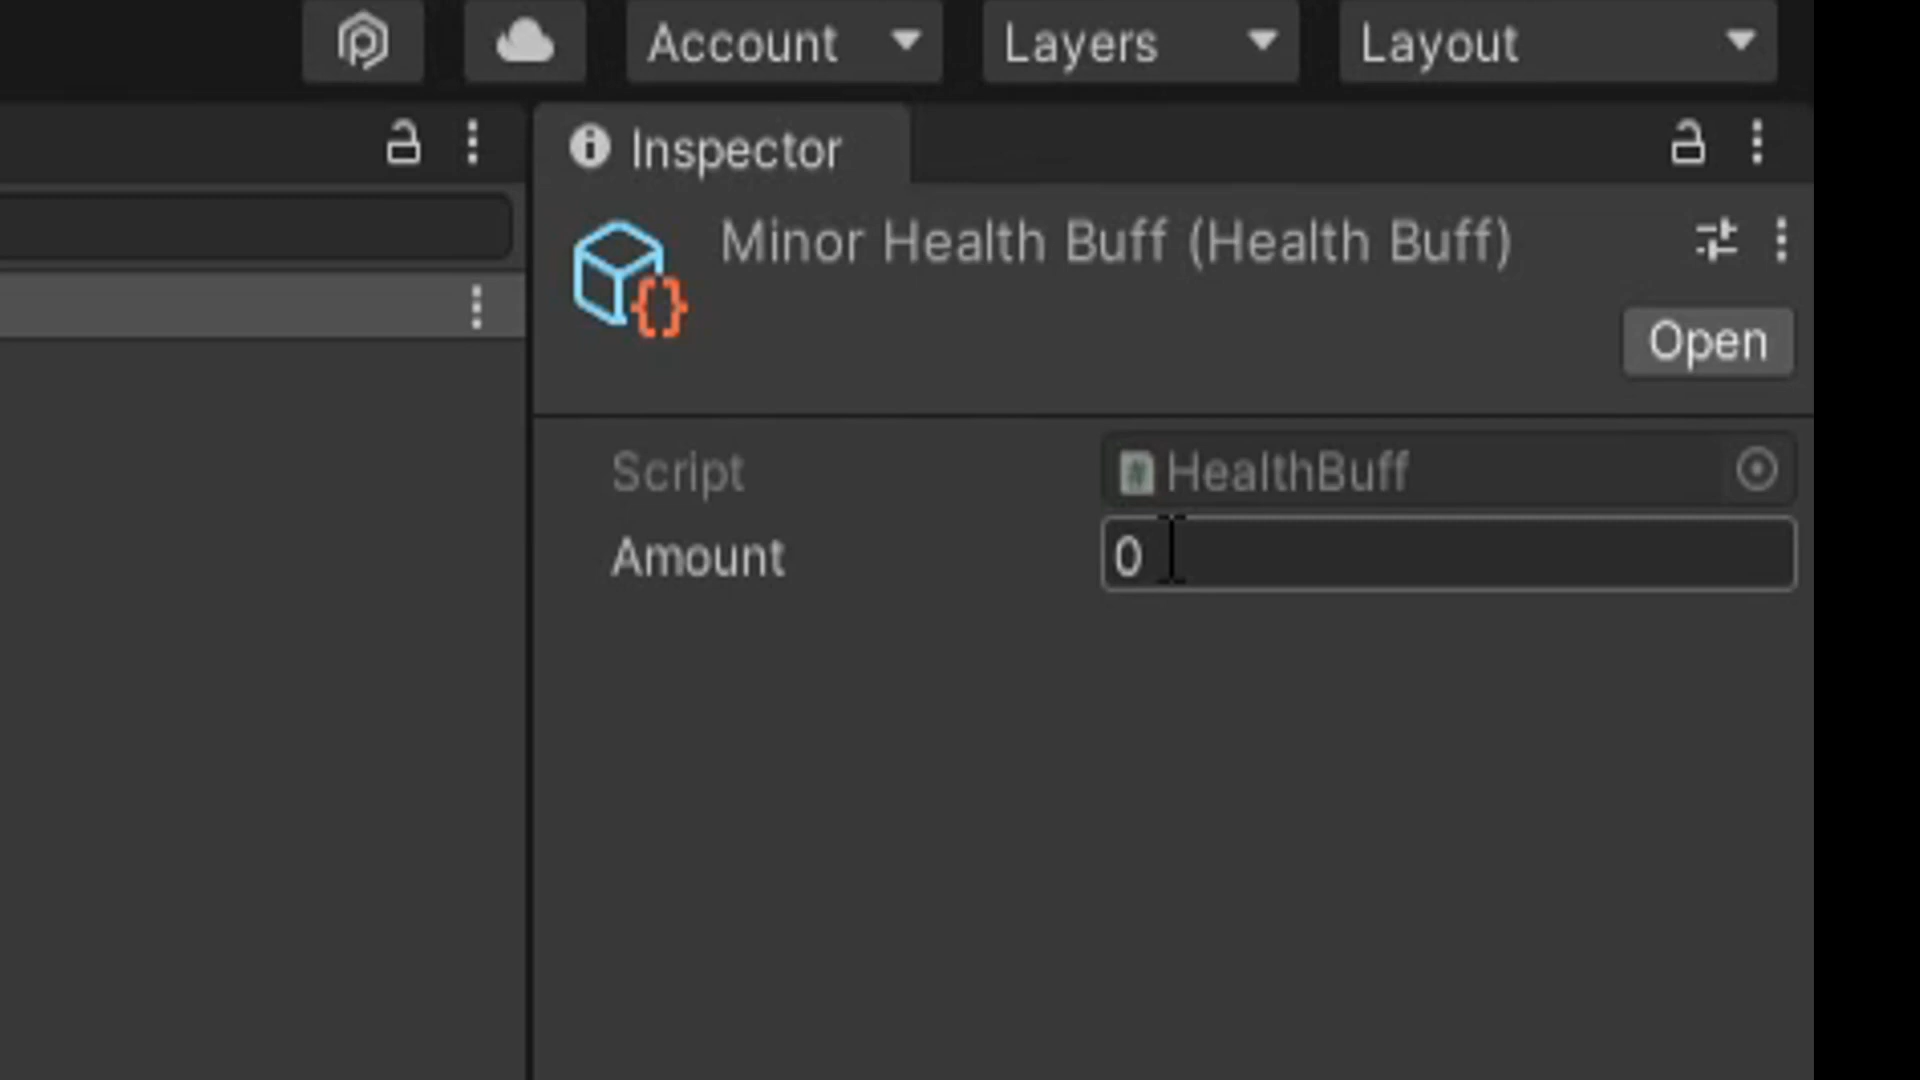 Account
Layers
Layout
Inspector
Minor Health Buff (Health Buff)
Open
Script
HealthBuff
Amount
0